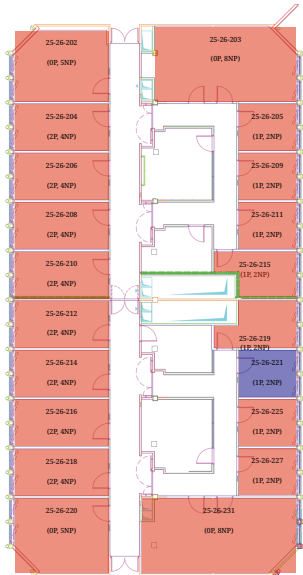 25-26-202
(0P, 5NP)
25-26-203
(0P, 8NP)
25-26-204
(2P, 4NP)
25-26-205
(1P, 2NP)
25-26-206
(2P, 4NP)
25-26-209
(1P, 2NP)
25-26-208
(2P, 4NP)
25-26-211
(1P, 2NP)
25-26-210
(2P, 4NP)
25-26-215
(1P, 2NP)
25-26-212
(2P, 4NP)
25-26-219
(1P, 2NP)
25-26-214
(2P, 4NP)
25-26-221
(1P, 2NP)
25-26-216
(2P, 4NP)
25-26-225
(1P, 2NP)
25-26-218
(2P, 4NP)
25-26-227
(1P, 2NP)
25-26-220
(0P, 5NP)
25-26-231
(0P, 8NP)